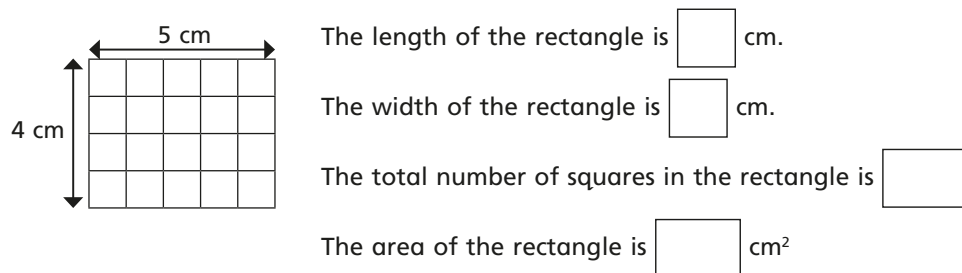 5 cm
4 cm
The length of the rectangle is cm.
The width of the rectangle is cm.
The total number of squares in the rectangle is
The area of the rectangle is cm²